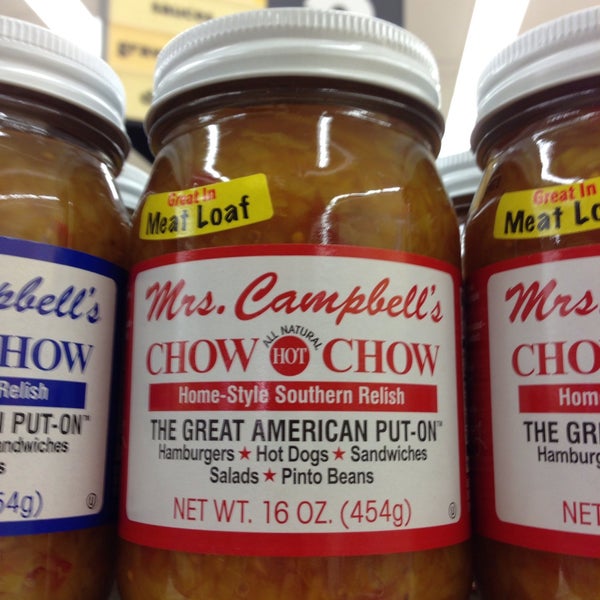 Great In
Meat Loaf
Mrs. Campbell's
ALL NATURAL
CHOW HOT CHOW
Home-Style Southern Relish
THE GREAT AMERICAN PUT-ON™
Hamburgers ★ Hot Dogs ★ Sandwiches
Salads ★ Pinto Beans
NET WT. 16 OZ. (454g)
pbell's
HOW
Relish
PUT-ON™
andwiches
s
54g)
Great In
Meat Lo
Mrs.
CHO
Hom
THE GR
Hamburg
NET